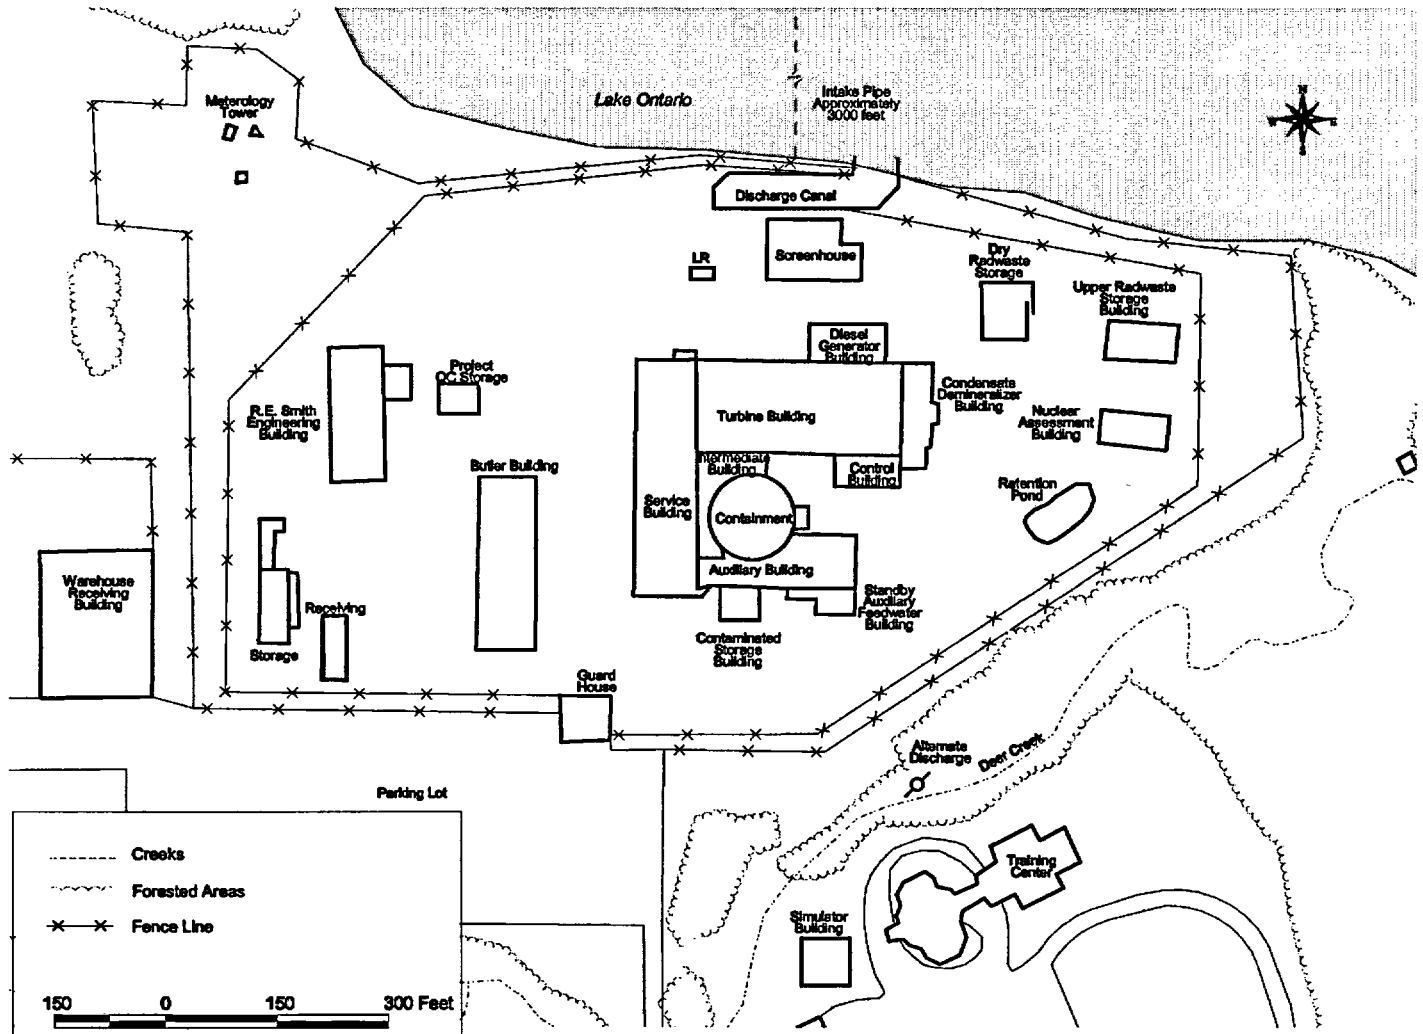 Lake Ontario
Intake Pipe
Approximately
3000 feet
N
S
Meterology
Tower
Discharge Canal
Screenhouse
LR
Dry
Radwaste
Storage
Upper Radwaste
Storage
Building
Diesel
Generator
Building
Project
QC Storage
R.E. Smith
Engineering
Building
Turbine Building
Condensate
Demineralizer
Building
Nuclear
Assessment
Building
Butler Building
Intermediate
Building
Control
Building
Service
Building
Containment
Retention
Pond
Auxiliary Building
Warehouse
Receiving
Building
Receiving
Storage
Standby
Auxiliary
Feedwater
Building
Contaminated
Storage
Building
Guard
House
Alternate
Discharge
Deer Creek
Parking Lot
Training
Center
Simulator
Building
Creeks
Forested Areas
Fence Line
150 0 150 300 Feet